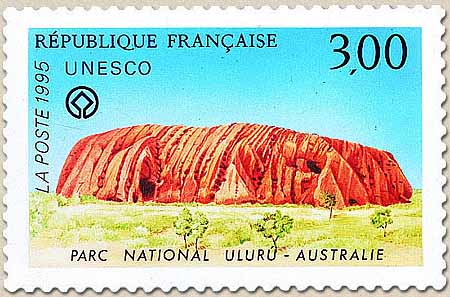 RÉPUBLIQUE FRANÇAISE
3,00
UNESCO
LA POSTE 1995
PARC NATIONAL ULURU - AUSTRALIE